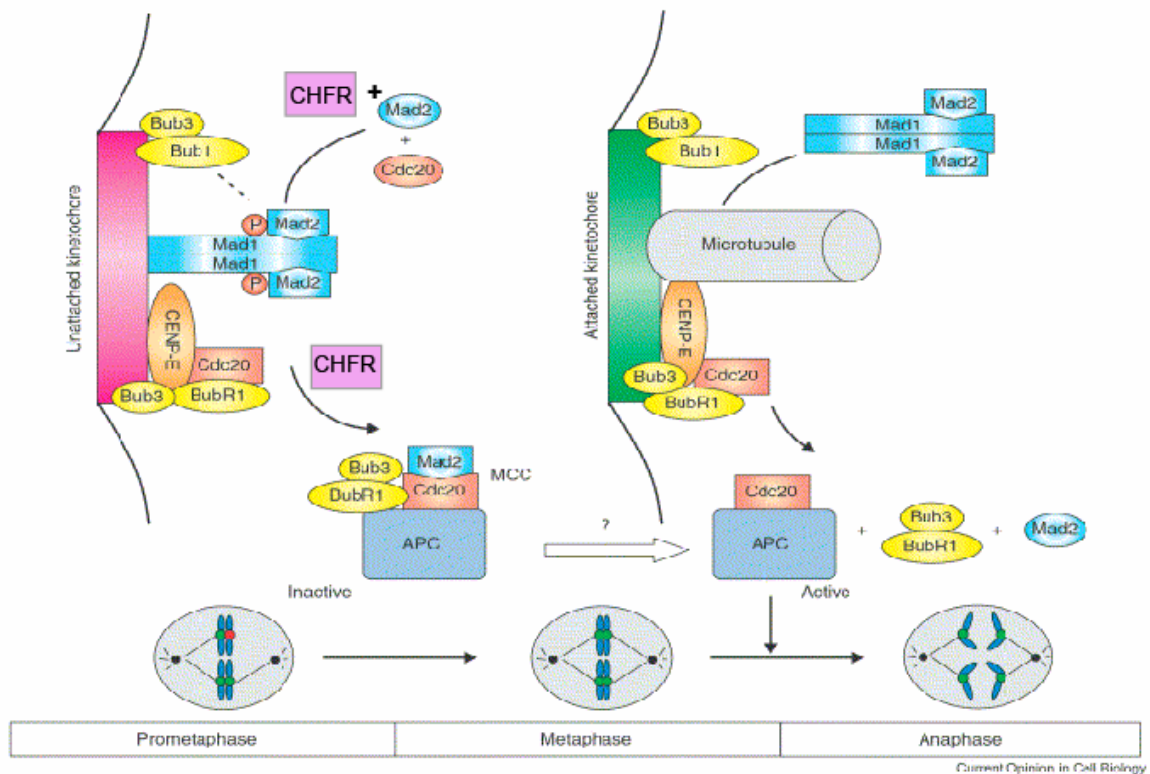 CHFR + Mad2
+
Cdc20
Bub3
Bub1
P
Mad2
Mad1
Mad1
P
Mad2
Unattached kinetochore
CENP-E
Cdc20
Bub3
BubR1
CHFR
Bub3
Mad2
MCC
BubR1
Cdc20
APC
Inactive
?
Mad2
Bub3
Mad1
Bub1
Mad1
Mad2
Microtubule
Attached kinetochore
CENP-E
Bub3
Cdc20
BubR1
Cdc20
APC
+
Bub3
BubR1
+
Mad2
Active
Prometaphase
Metaphase
Anaphase
Current Opinion in Cell Biology